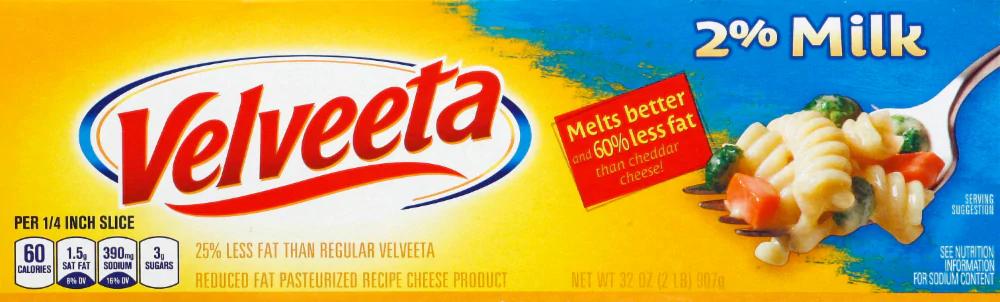 2% Milk
Velveeta
Melts better
and 60% less fat
than cheddar
cheese!
PER 1/4 INCH SLICE
60
CALORIES
1.5g
SAT FAT
8% DV
390mg
SODIUM
16% DV
3g
SUGARS
25% LESS FAT THAN REGULAR VELVEETA
REDUCED FAT PASTEURIZED RECIPE CHEESE PRODUCT
NET WT 32 OZ (2 LB) 907g
SERVING
SUGGESTION
SEE NUTRITION
INFORMATION
FOR SODIUM CONTENT